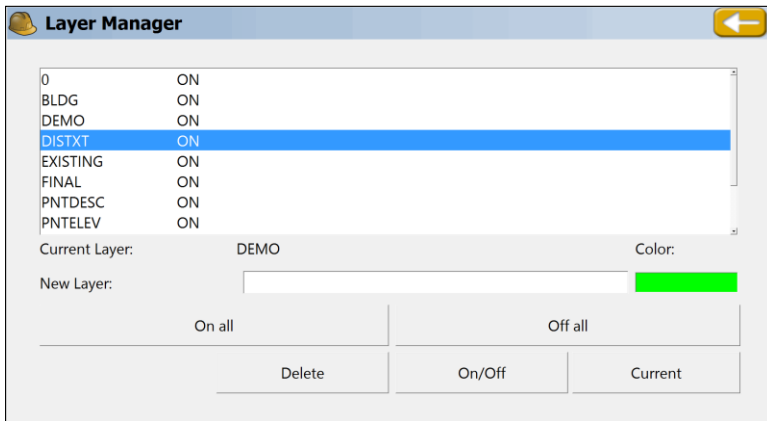 Layer Manager
0 ON
BLDG ON
DEMO ON
DISTXT ON
EXISTING ON
FINAL ON
PNTDESC ON
PNTELEV ON
Current Layer: DEMO Color:
New Layer:
On all Off all
Delete On/Off Current